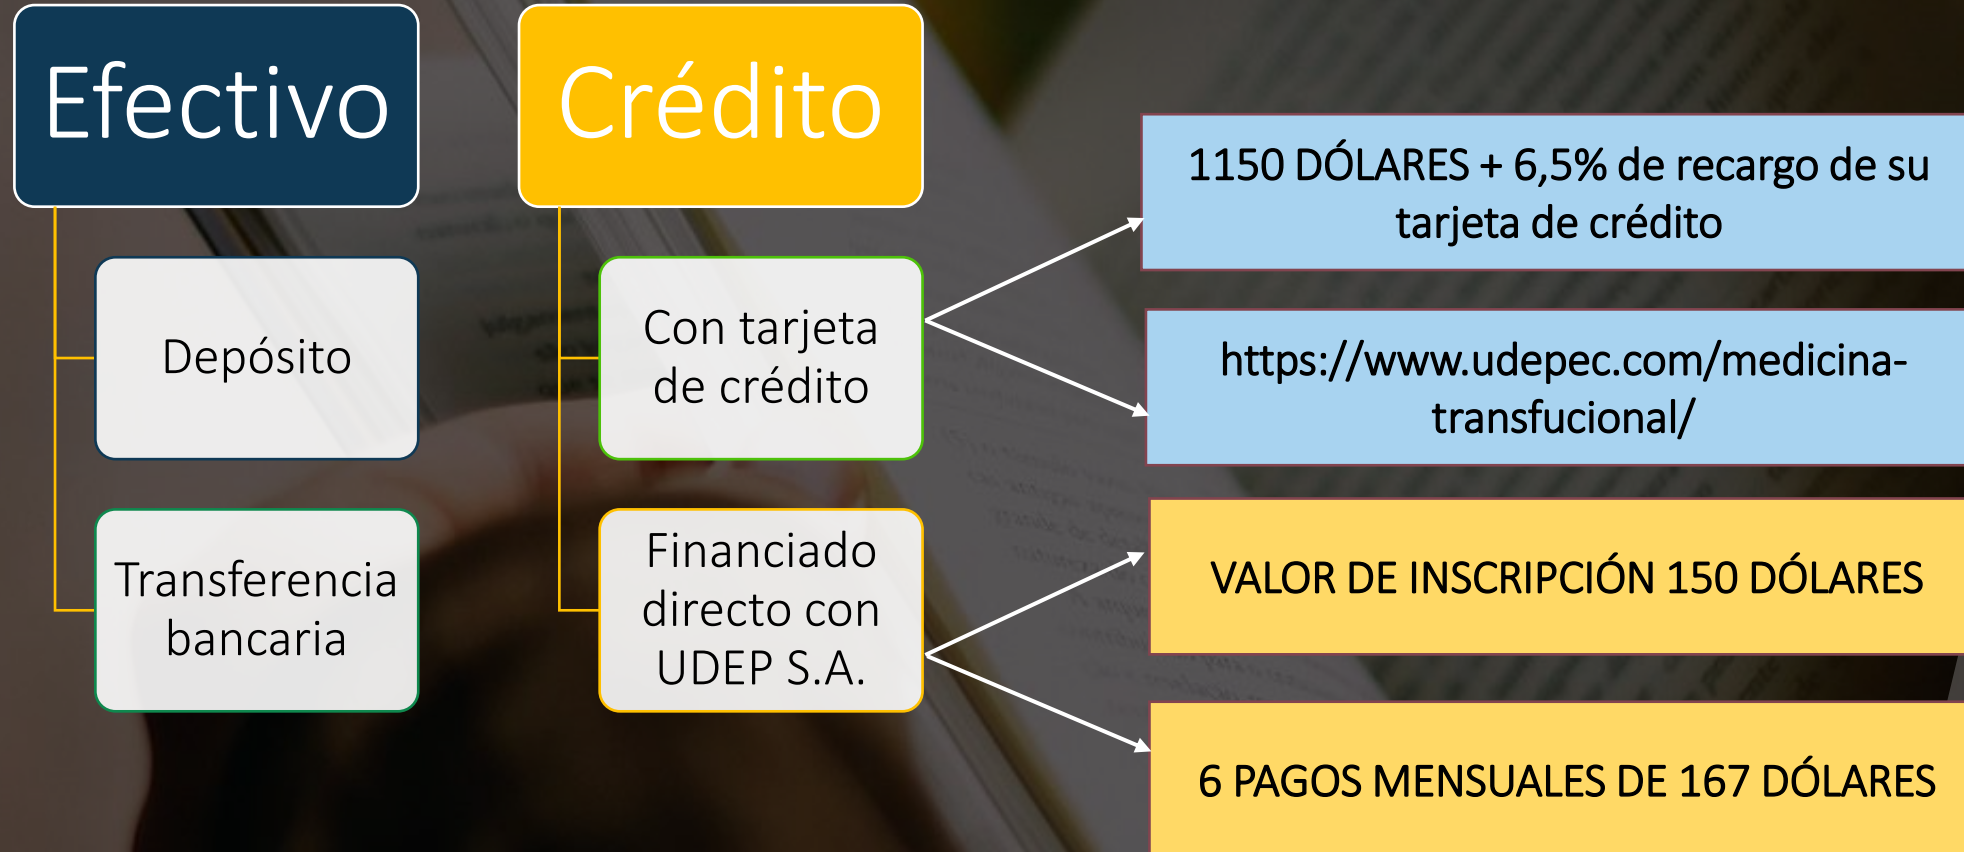 Efectivo
Depósito
Transferencia
bancaria
Crédito
Con tarjeta
de crédito
Financiado
directo con
UDEP S.A.
1150 DÓLARES + 6,5% de recargo de su
tarjeta de crédito
https://www.udepec.com/medicina-
transfucional/
VALOR DE INSCRIPCIÓN 150 DÓLARES
6 PAGOS MENSUALES DE 167 DÓLARES